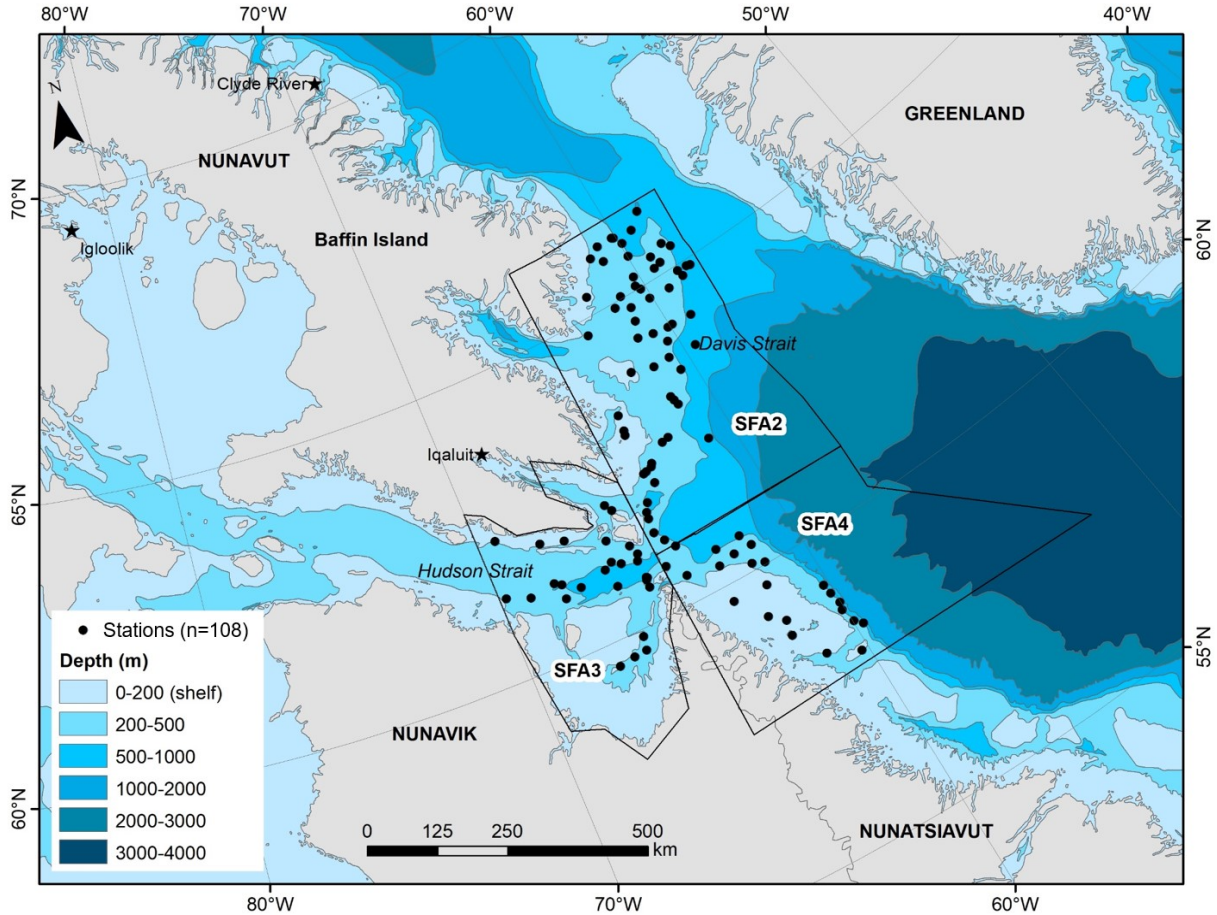 80°W
70°W
60°W
50°W
40°W
Clyde River
N
GREENLAND
NUNAVUT
70°N
Igloolik
Baffin Island
60°N
Davis Strait
SFA2
Iqaluit
65°N
SFA4
Hudson Strait
Stations (n=108)
Depth (m)
0-200 (shelf)
200-500
500-1000
1000-2000
2000-3000
3000-4000
SFA3
55°N
NUNAVIK
60°N
0 125 250 500
km
NUNATSIAVUT
80°W
70°W
60°W